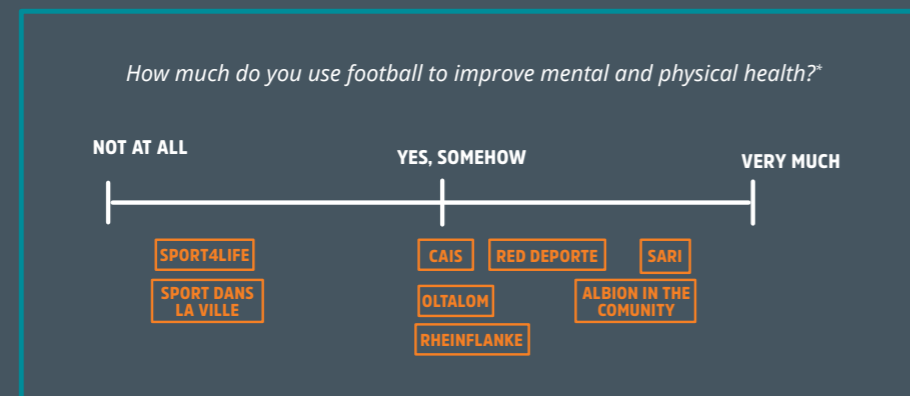 How much do you use football to improve mental and physical health?*
NOT AT ALL
YES, SOMEHOW
VERY MUCH
SPORT4LIFE
CAIS
RED DEPORTE
SARI
SPORT DANS
LA VILLE
OLTALOM
ALBION IN THE
COMUNITY
RHEINFLANKE